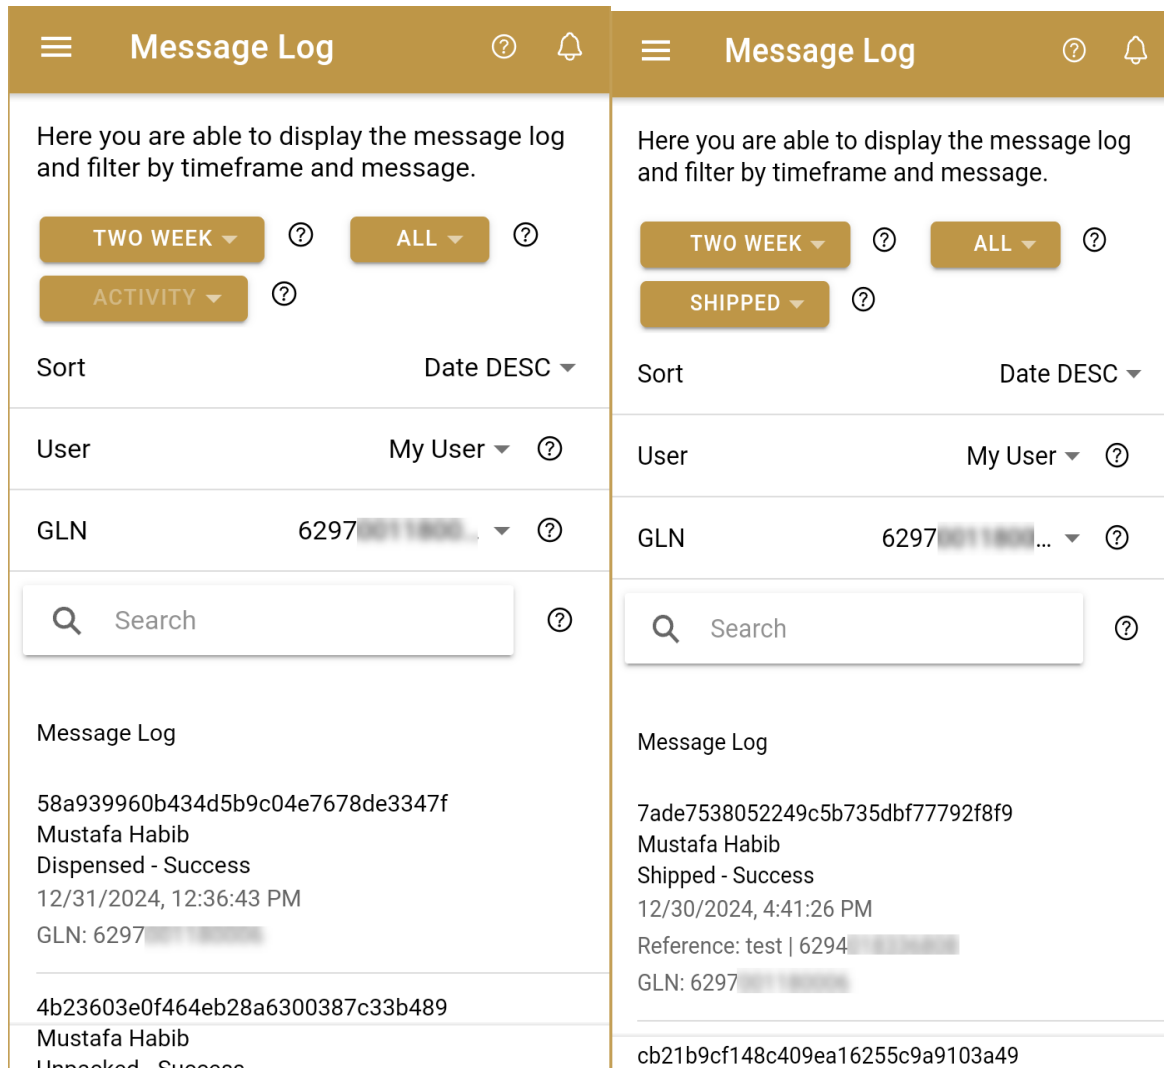 Message Log
Here you are able to display the message log
and filter by timeframe and message.
TWO WEEK
ALL
ACTIVITY
Sort
Date DESC
User
My User
GLN
6297
Search
Message Log
58a939960b434d5b9c04e7678de3347f
Mustafa Habib
Dispensed - Success
12/31/2024, 12:36:43 PM
GLN: 6297
4b23603e0f464eb28a6300387c33b489
Mustafa Habib
Unpacked - Success
Message Log
Here you are able to display the message log
and filter by timeframe and message.
TWO WEEK
ALL
SHIPPED
Sort
Date DESC
User
My User
GLN
6297
Search
Message Log
7ade7538052249c5b735dbf77792f8f9
Mustafa Habib
Shipped - Success
12/30/2024, 4:41:26 PM
Reference: test | 6294
GLN: 6297
cb21b9cf148c409ea16255c9a9103a49